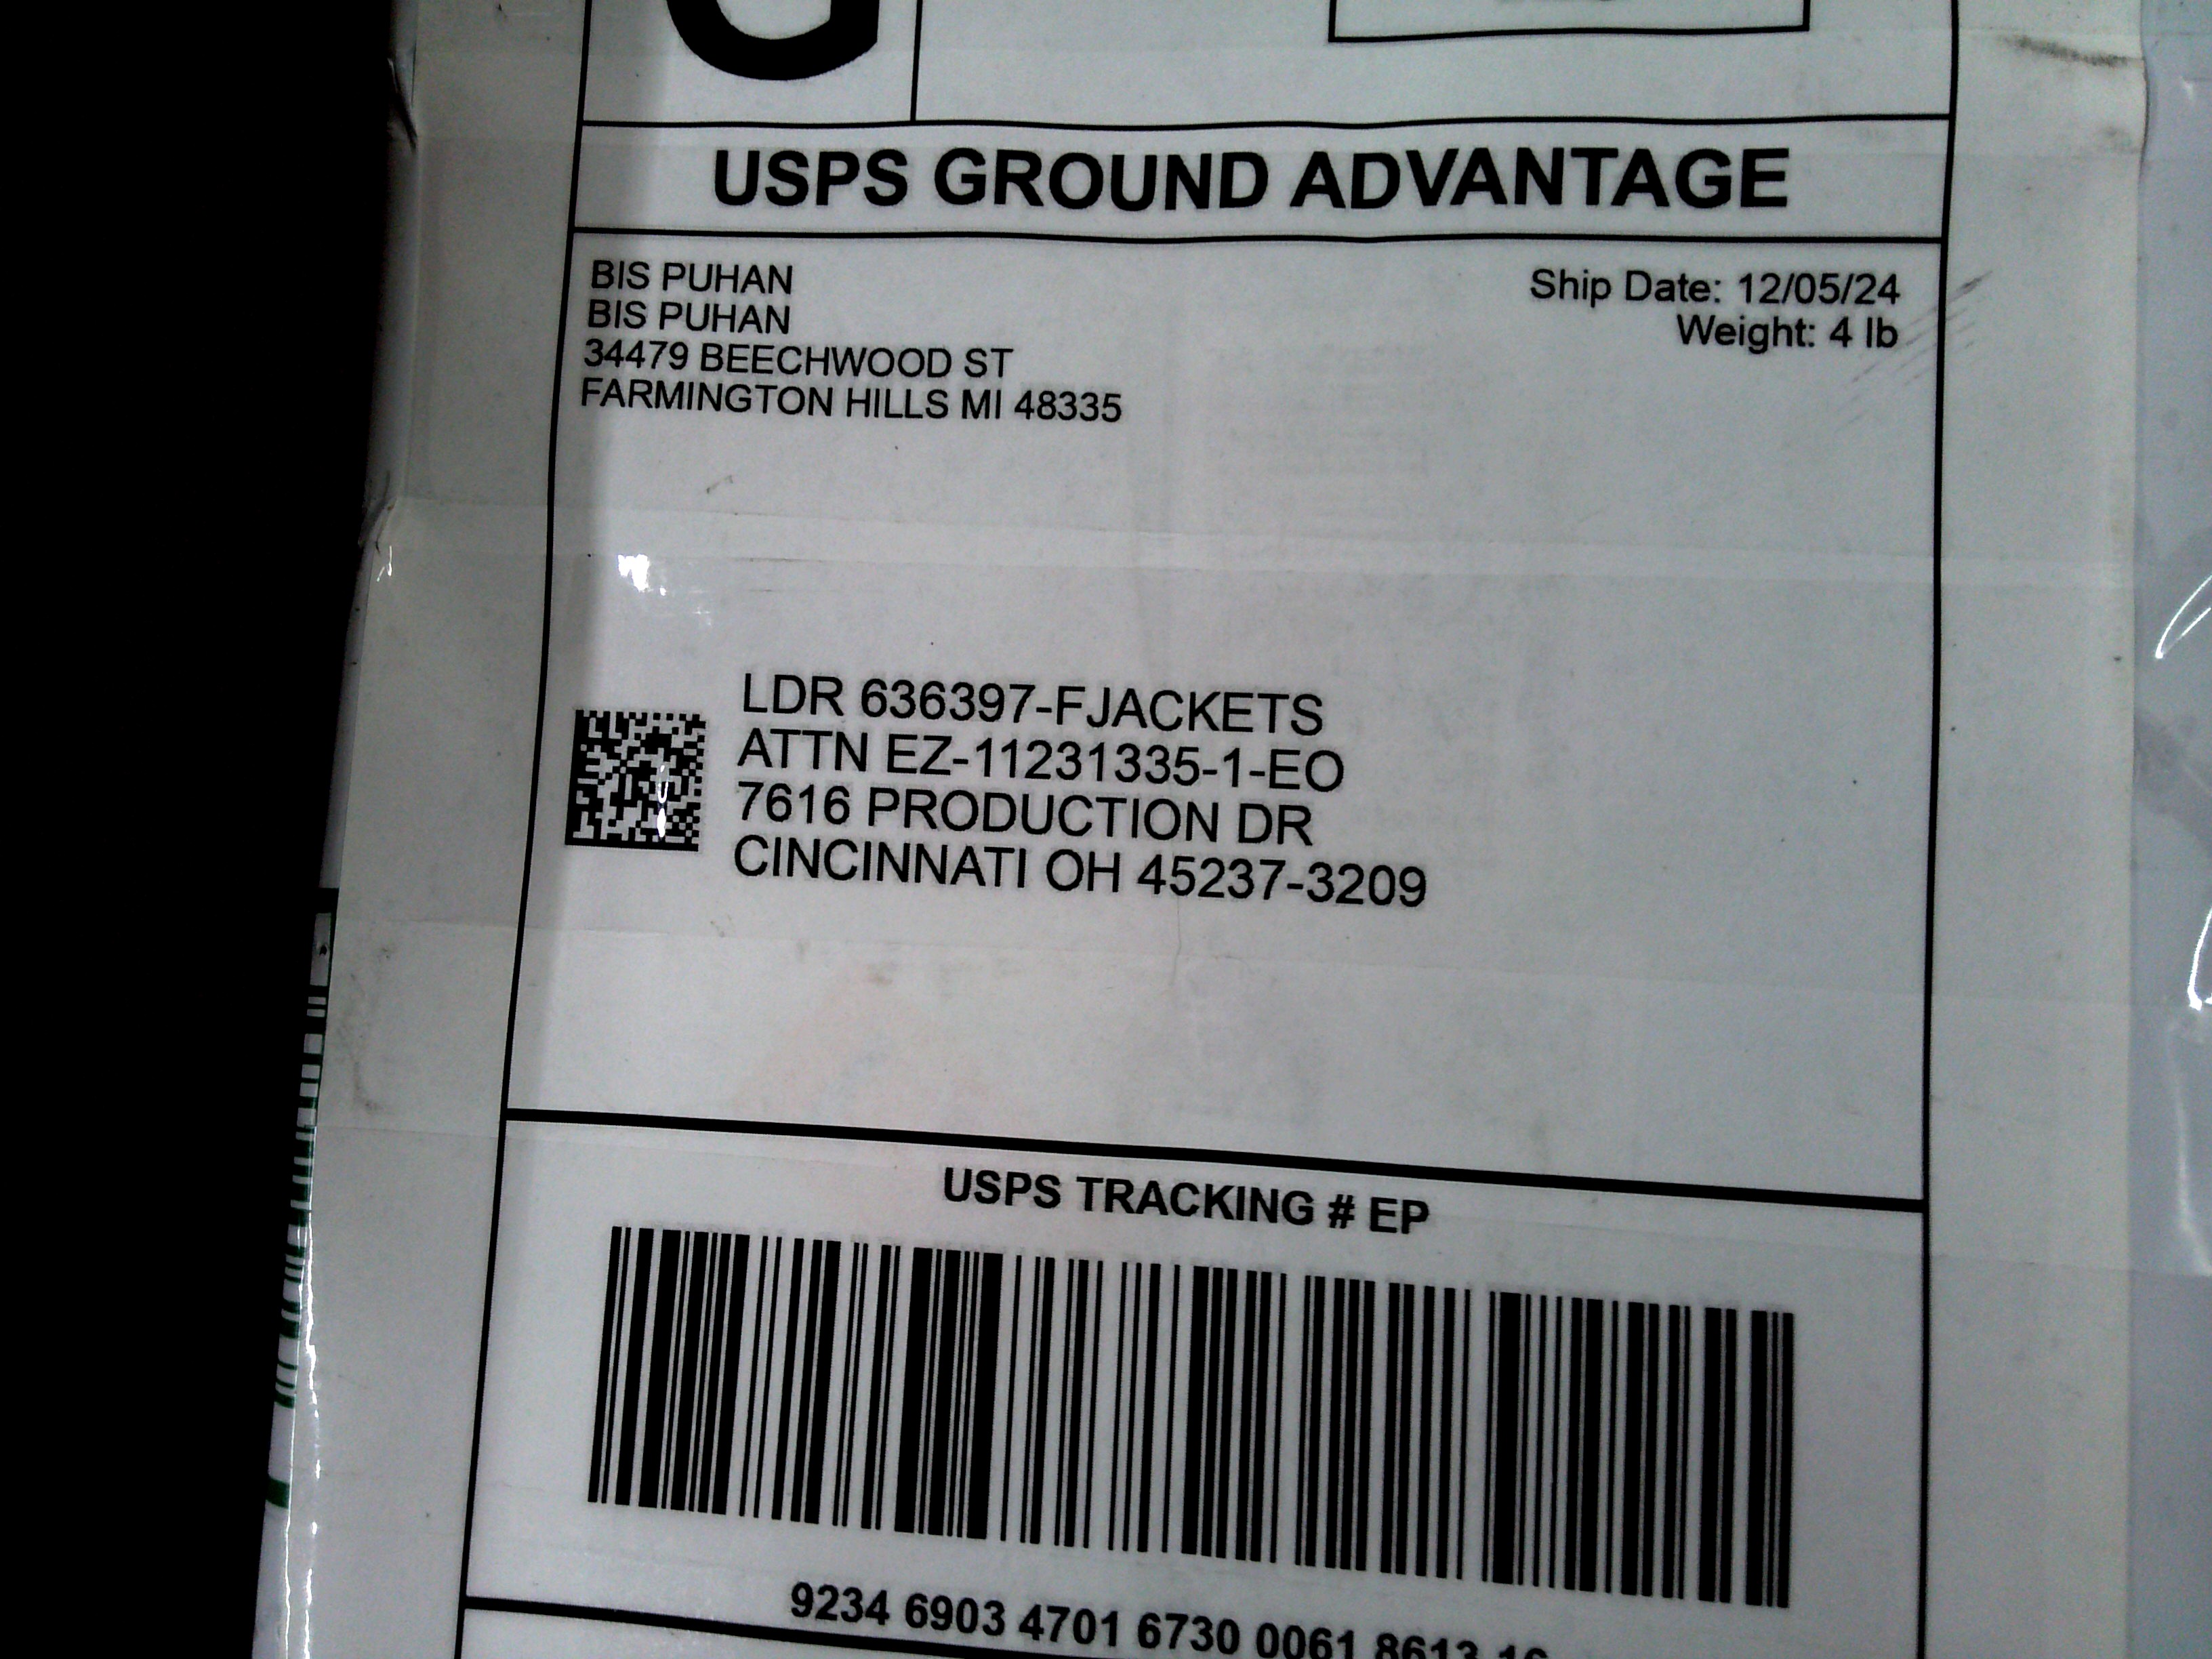 G
USPS GROUND ADVANTAGE
BIS PUHAN
BIS PUHAN
34479 BEECHWOOD ST
FARMINGTON HILLS MI 48335
Ship Date: 12/05/24
Weight: 4 lb
LDR 636397-FJACKETS
ATTN EZ-11231335-1-EO
7616 PRODUCTION DR
CINCINNATI OH 45237-3209
USPS TRACKING # EP
9234 6903 4701 6730 0061 8613